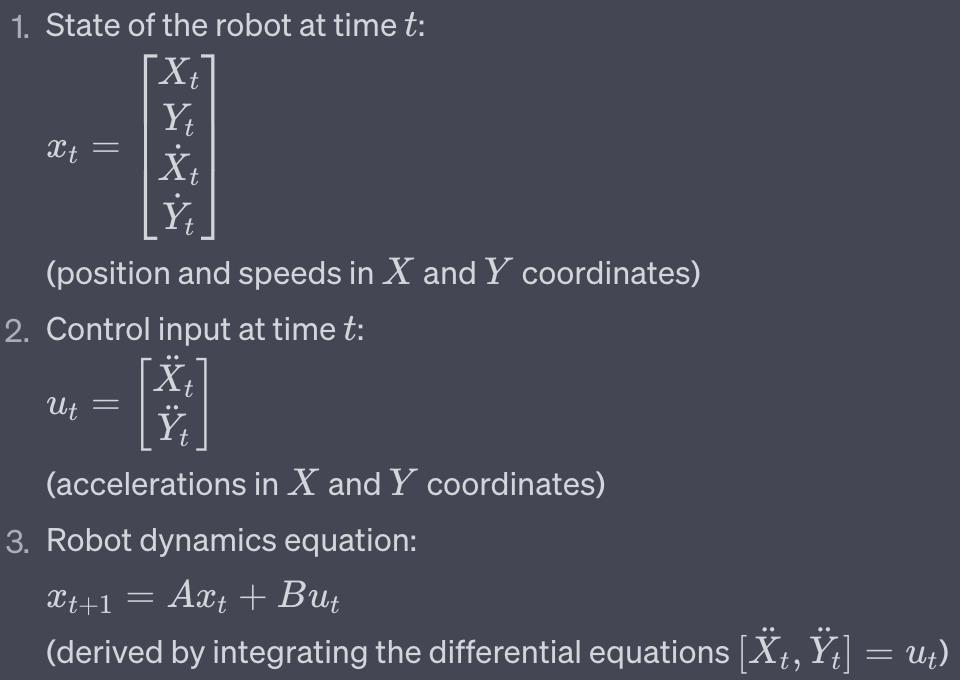 1. State of the robot at time t:
x_t = [X_t
Y_t
Ẋ_t
Ẏ_t]
(position and speeds in X and Y coordinates)
2. Control input at time t:
u_t = [Ẍ_t
Ÿ_t]
(accelerations in X and Y coordinates)
3. Robot dynamics equation:
x_{t+1} = Ax_t + Bu_t
(derived by integrating the differential equations [Ẍ_t, Ÿ_t] = u_t)